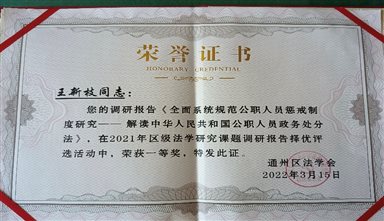 荣誉证书
HONORARY CREDENTIAL
王新枝同志:
您的调研报告《全面系统规范公职人员惩戒制
度研究——解读中华人民共和国公职人员政务处分
法》,在2021年区级法学研究课题调研报告择优评
选活动中,荣获一等奖,特发此证。
通州区法学会
2022年3月15日